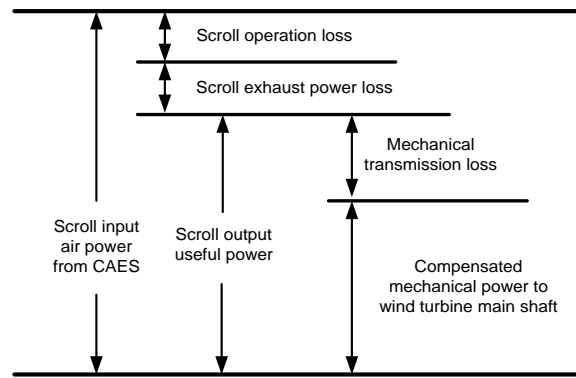 Scroll operation loss
Scroll exhaust power loss
Mechanical
transmission loss
Scroll input
air power
from CAES
Scroll output
useful power
Compensated
mechanical power to
wind turbine main shaft